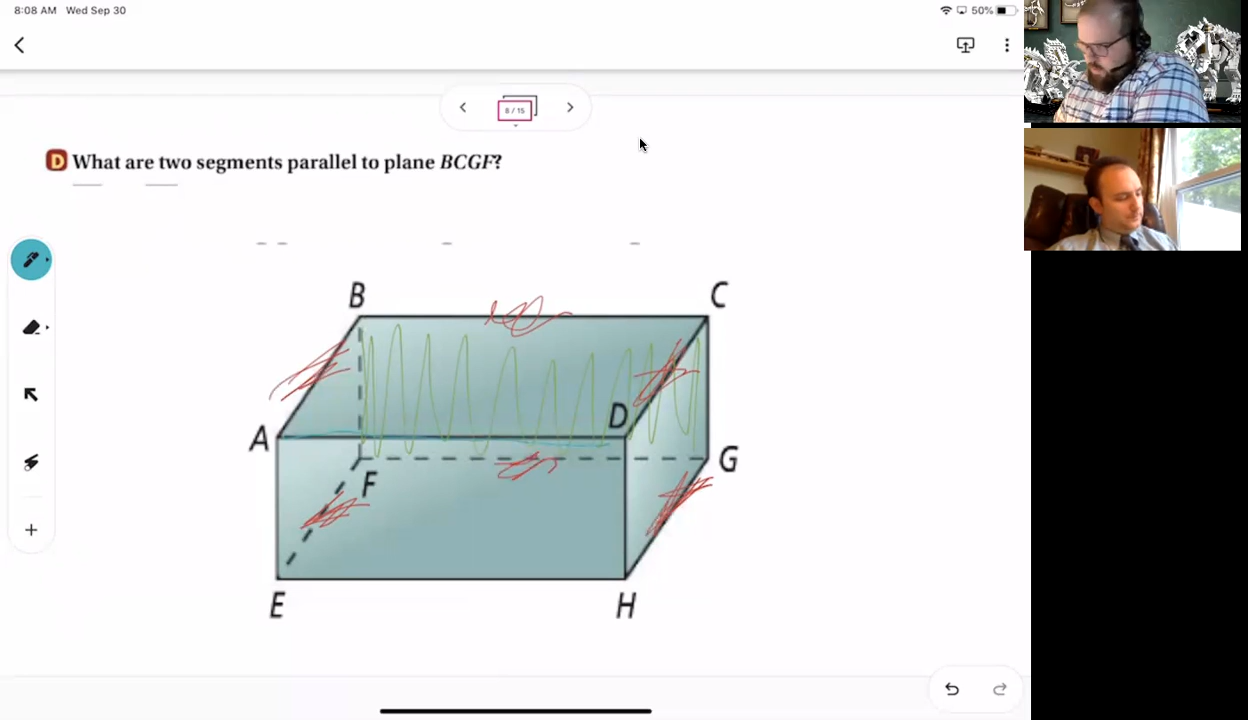 8:08 AM Wed Sep 30
50%
8 / 15
D What are two segments parallel to plane BCGF?
B
C
A
D
F
G
E
H